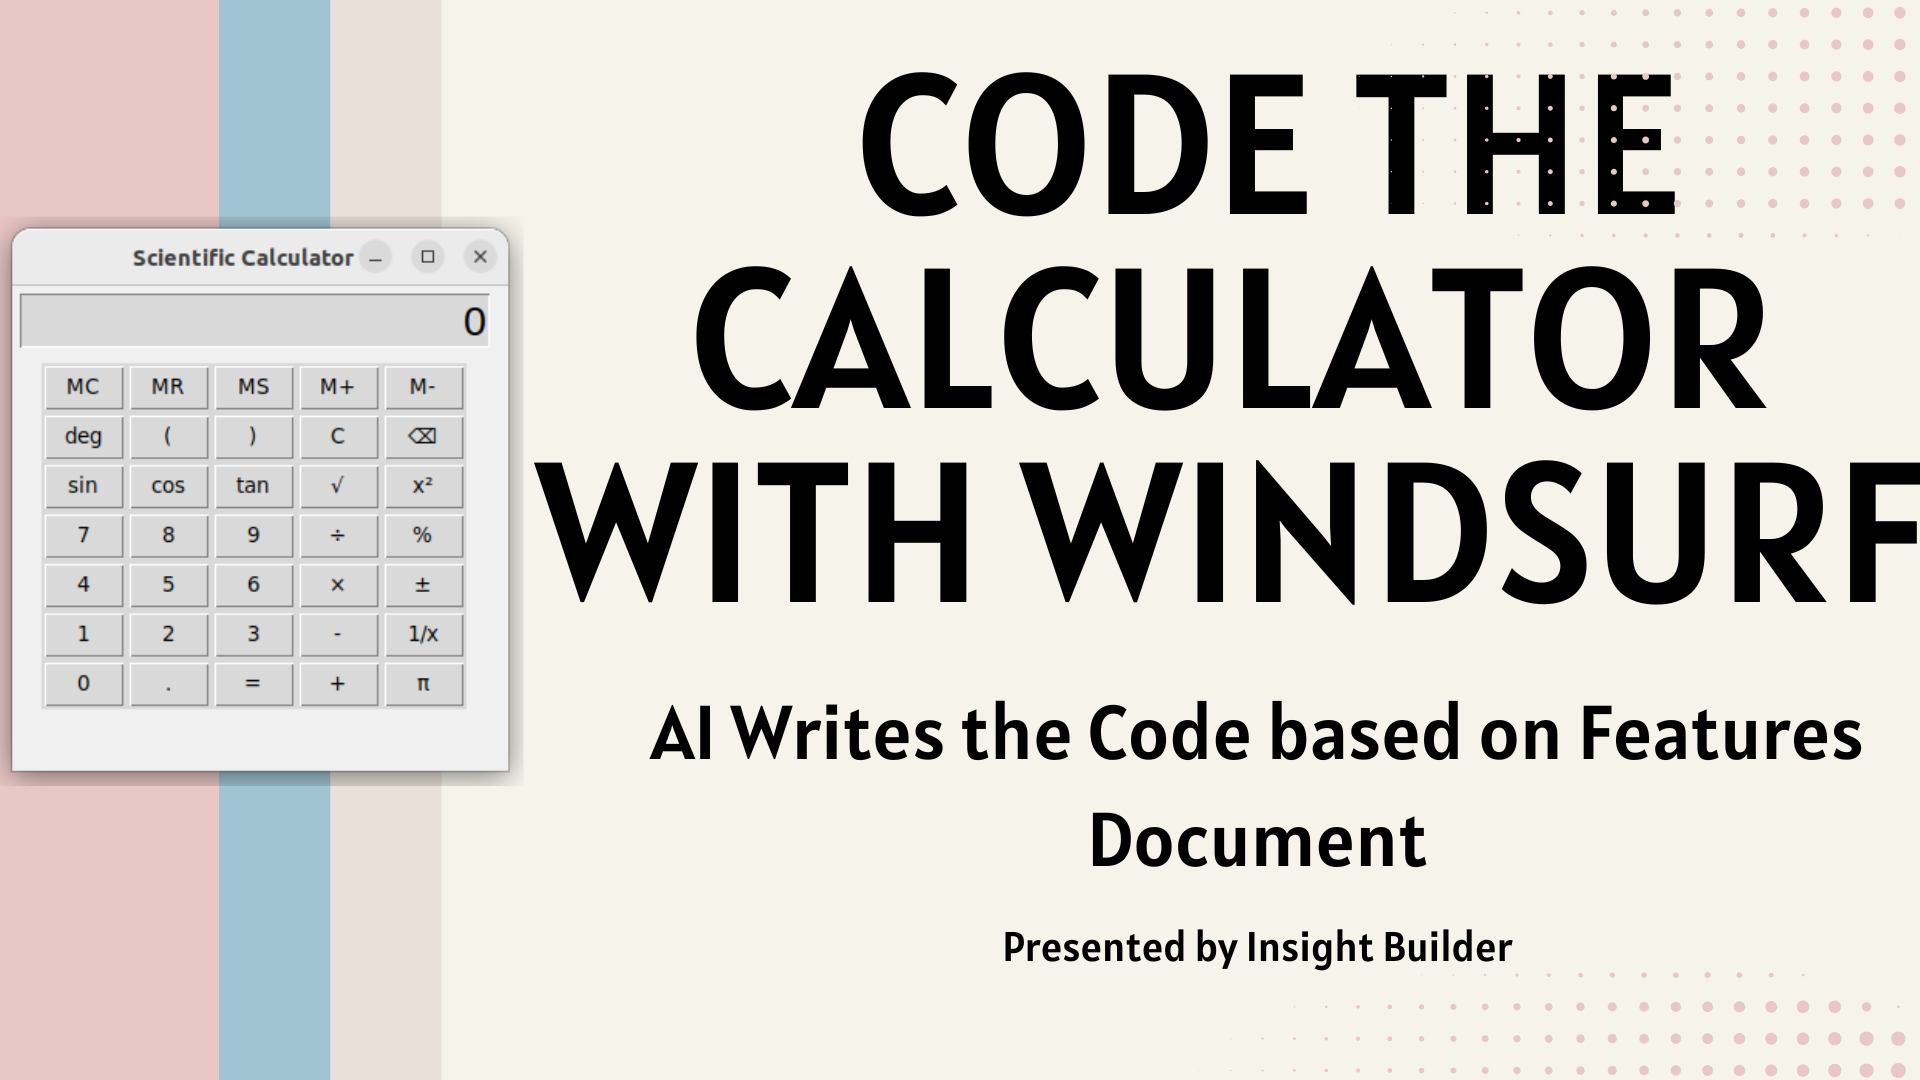 CODE THE
CALCULATOR
WITH WINDSURF
AI Writes the Code based on Features
Document
Presented by Insight Builder
Scientific Calculator
0
MC MR MS M+ M-
deg ( ) C ⌫
sin cos tan √ x²
7 8 9 ÷ %
4 5 6 × ±
1 2 3 - 1/x
0 . = + π